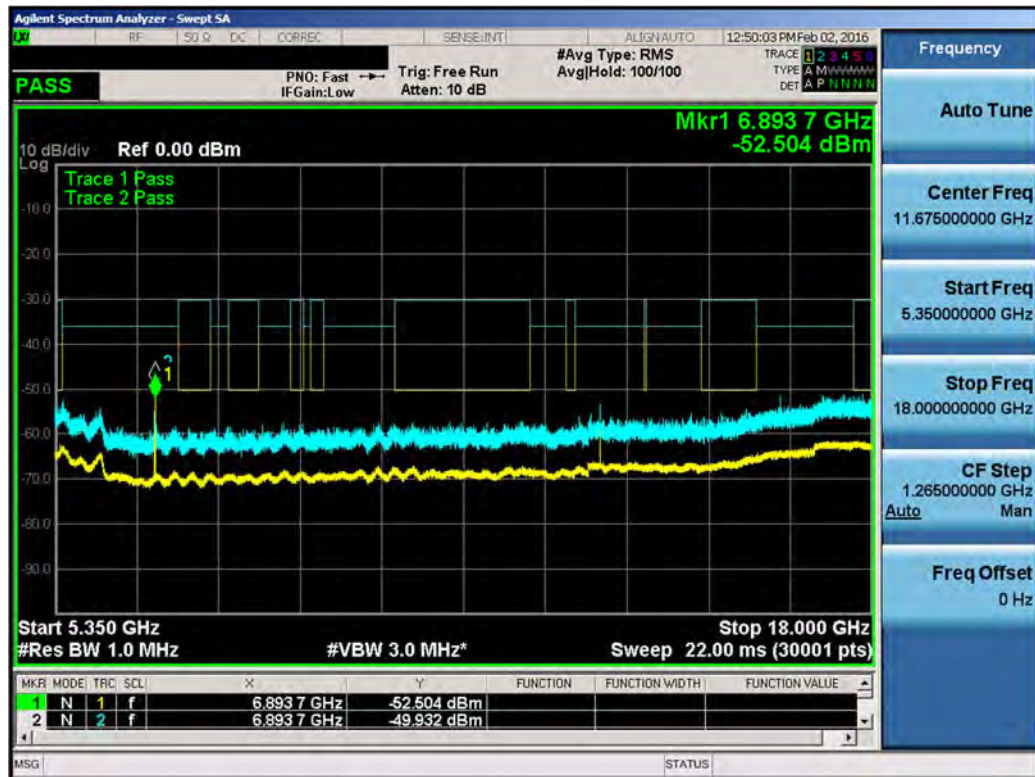 Agilent Spectrum Analyzer - Swept SA
LXI RF 50 Ω DC CORREC SENSE:INT ALIGNAUTO 12:50:03 PM Feb 02, 2016
PASS
PNO: Fast
IFGain:Low
Trig: Free Run
Atten: 10 dB
#Avg Type: RMS
Avg|Hold: 100/100
TRACE 1 2 3 4 5 6
TYPE A M W W W W
DET A P N N N N
Mkr1 6.893 7 GHz
-52.504 dBm
10 dB/div Ref 0.00 dBm
Log
Trace 1 Pass
Trace 2 Pass
-10.0
-20.0
-30.0
-40.0
2
1
-50.0
-60.0
-70.0
-80.0
-90.0
Start 5.350 GHz Stop 18.000 GHz
#Res BW 1.0 MHz #VBW 3.0 MHz* Sweep 22.00 ms (30001 pts)
MKR MODE TRC SCL X Y FUNCTION FUNCTION WIDTH FUNCTION VALUE
1 N 1 f 6.893 7 GHz -52.504 dBm
2 N 2 f 6.893 7 GHz -49.932 dBm
MSG STATUS
Frequency
Auto Tune
Center Freq
11.675000000 GHz
Start Freq
5.350000000 GHz
Stop Freq
18.000000000 GHz
CF Step
1.265000000 GHz
Auto Man
Freq Offset
0 Hz